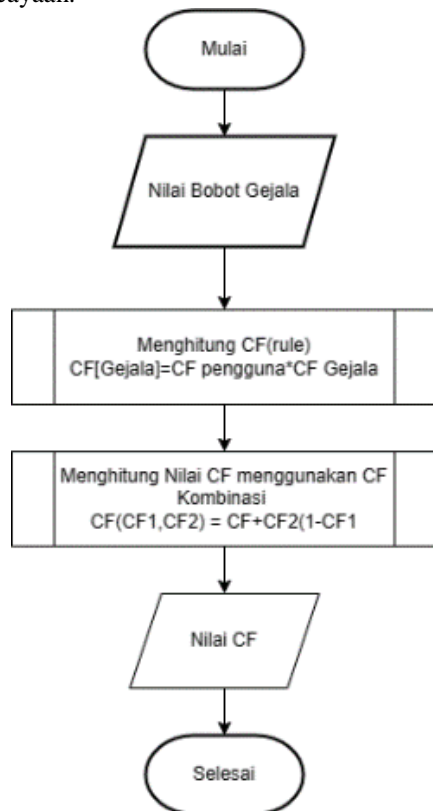 Mulai
Nilai Bobot Gejala
Menghitung CF(rule)
CF[Gejala]=CF pengguna*CF Gejala
Menghitung Nilai CF menggunakan CF
Kombinasi
CF(CF1,CF2) = CF+CF2(1-CF1
Nilai CF
Selesai